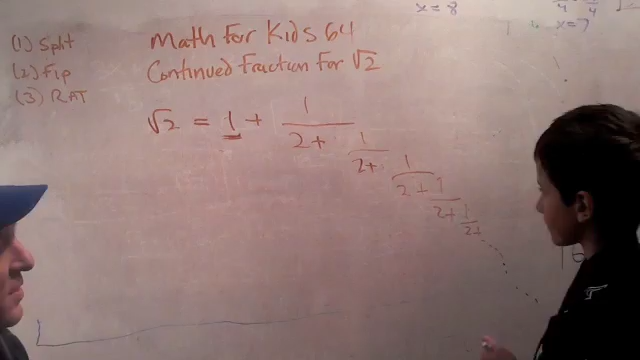 x = 8
x = 7
(1) Split
(2) Flip
(3) RAT
Math for Kids 64
Continued Fraction for √2
√2 = 1 + 1
2+ 1
2+ 1
2+ 1
2+ 1
2+ .......